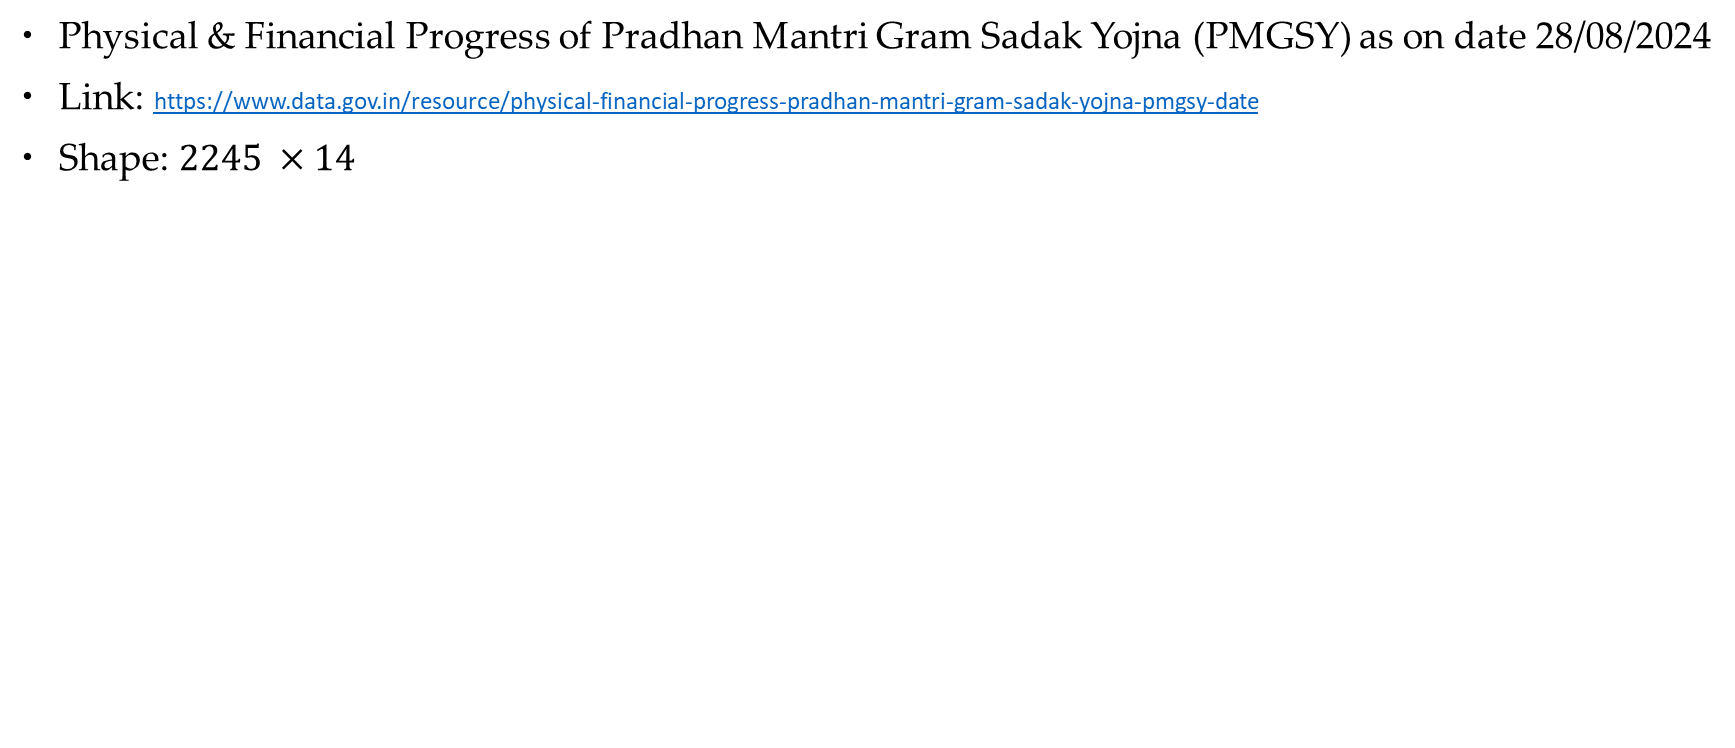 • Physical & Financial Progress of Pradhan Mantri Gram Sadak Yojna (PMGSY) as on date 28/08/2024
• Link: https://www.data.gov.in/resource/physical-financial-progress-pradhan-mantri-gram-sadak-yojna-pmgsy-date
• Shape: 2245 × 14